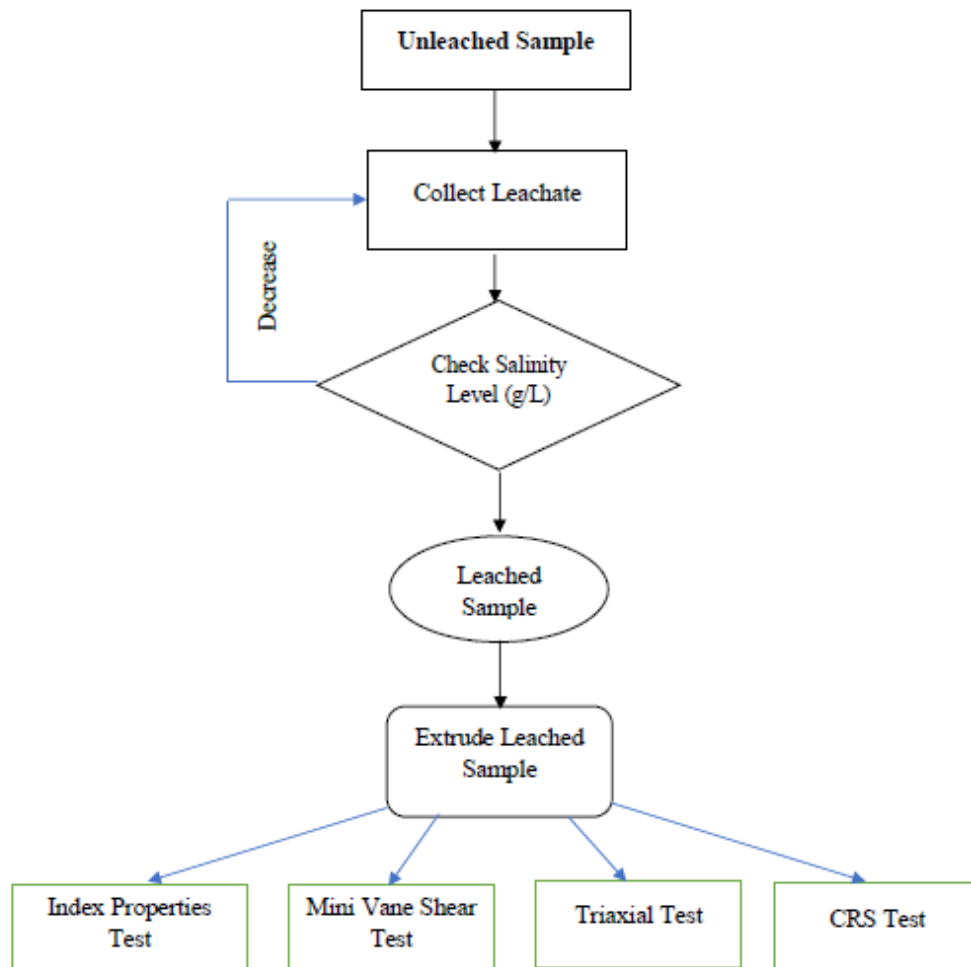 Unleached Sample
Collect Leachate
Decrease
Check Salinity
Level (g/L)
Leached
Sample
Extrude Leached
Sample
Index Properties
Test
Mini Vane Shear
Test
Triaxial Test
CRS Test